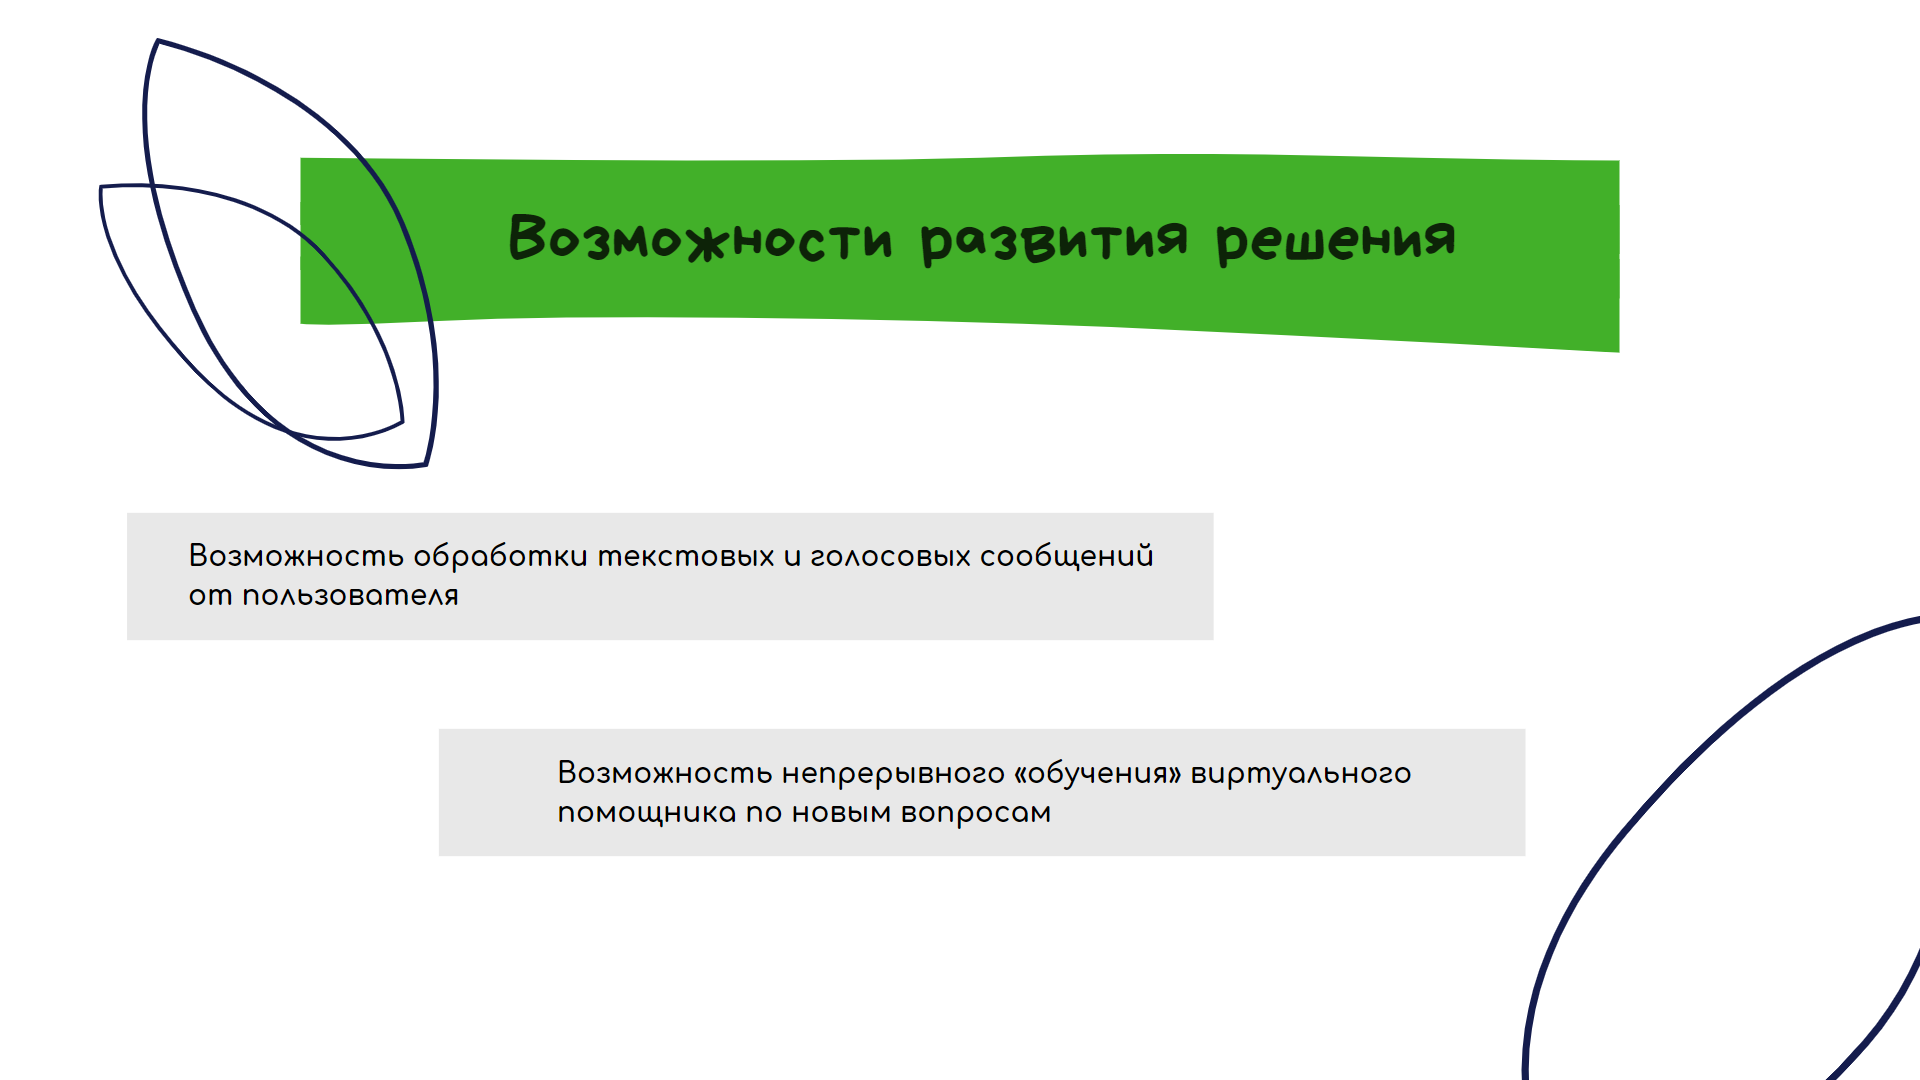 Возможности развития решения
Возможность обработки текстовых и голосовых сообщений
от пользователя
Возможность непрерывного «обучения» виртуального
помощника по новым вопросам